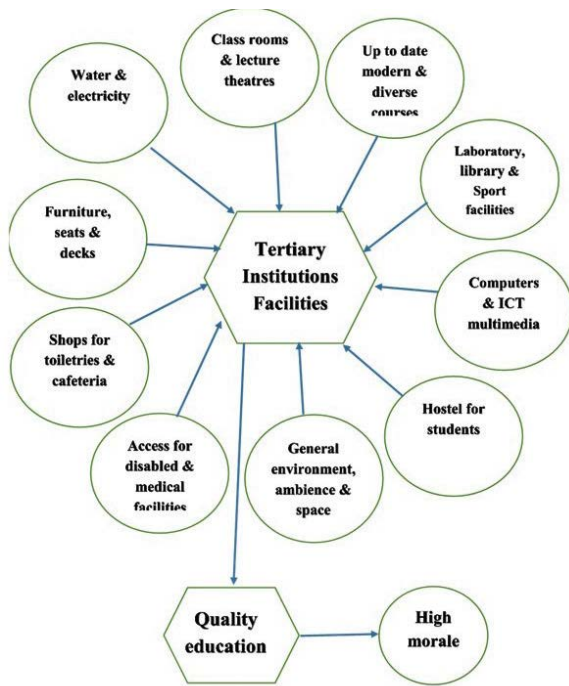 Class rooms
& lecture
theatres
Up to date
modern &
diverse
courses
Water &
electricity
Laboratory,
library &
Sport
facilities
Furniture,
seats &
decks
Tertiary
Institutions
Facilities
Computers
& ICT
multimedia
Shops for
toiletries &
cafeteria
Hostel for
students
Access for
disabled &
medical
facilities
General
environment,
ambience &
space
Quality
education
High
morale